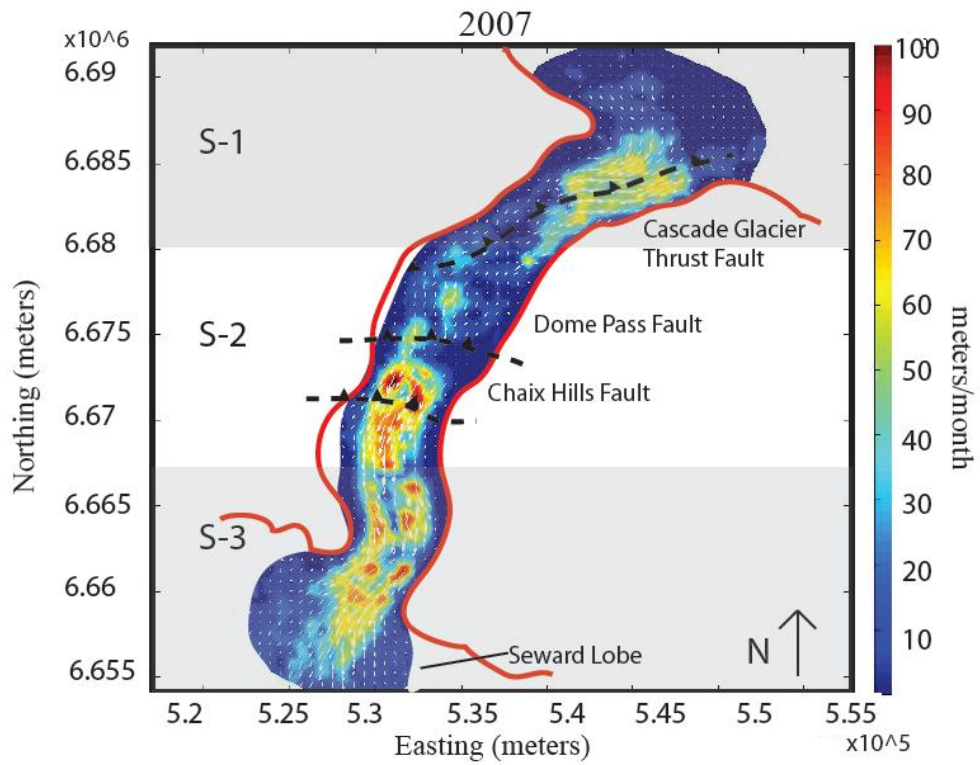 2007
x10^6
6.69
6.685
6.68
6.675
6.67
6.665
6.66
6.655
Northing (meters)
S-1
S-2
S-3
Cascade Glacier
Thrust Fault
Dome Pass Fault
Chaix Hills Fault
Seward Lobe
N
5.2
5.25
5.3
5.35
5.4
5.45
5.5
5.55
x10^5
Easting (meters)
100
90
80
70
60
50
40
30
20
10
meters/month